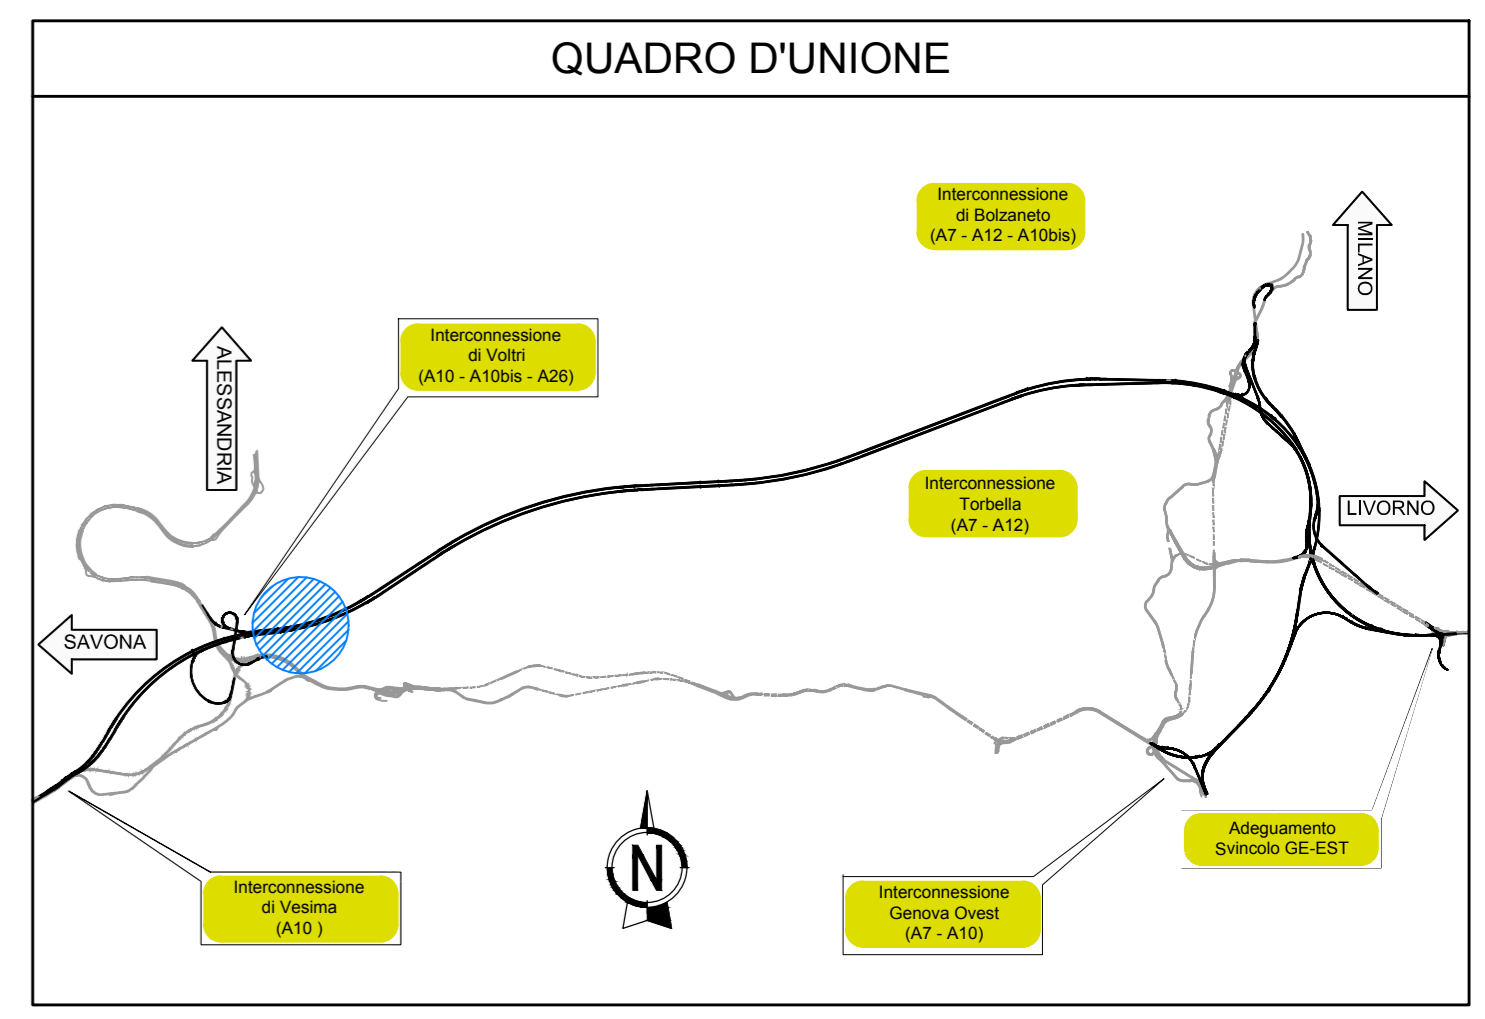 QUADRO D'UNIONE
Interconnessione
di Bolzaneto
(A7 - A12 - A10bis)
MILANO
Interconnessione
di Voltri
(A10 - A10bis - A26)
ALESSANDRIA
Interconnessione
Torbella
(A7 - A12)
LIVORNO
SAVONA
Adeguamento
Svincolo GE-EST
Interconnessione
di Vesima
(A10 )
N
Interconnessione
Genova Ovest
(A7 - A10)